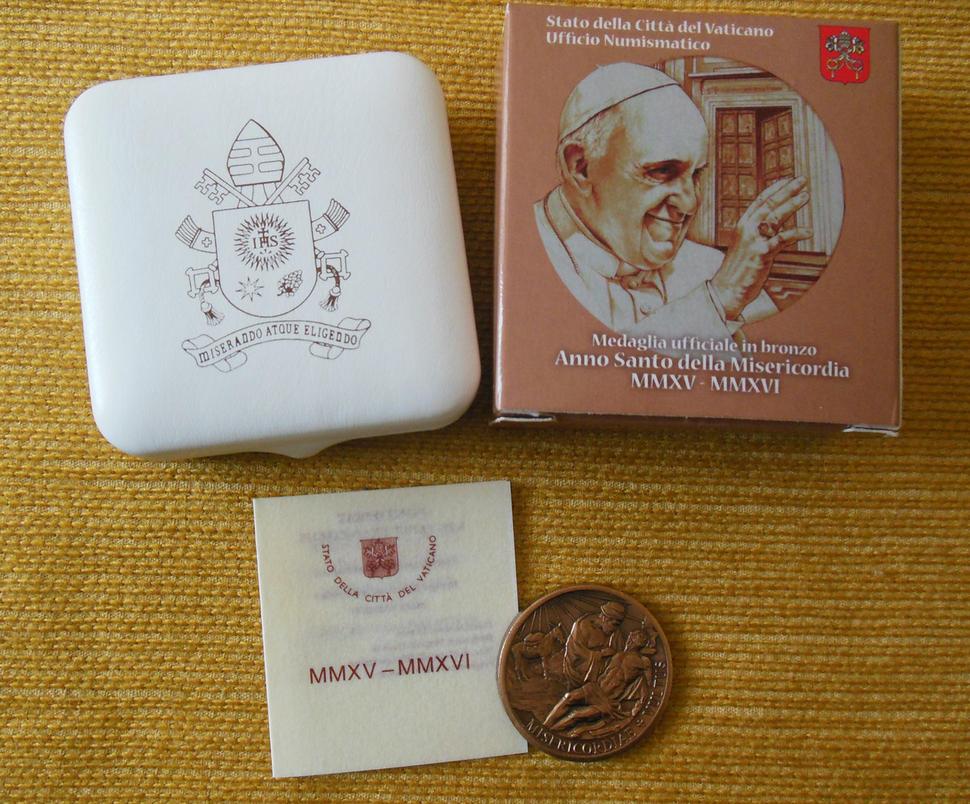 IHS
MISERANDO ATQUE ELIGENDO
Stato della Città del Vaticano
Ufficio Numismatico
Medaglia ufficiale in bronzo
Anno Santo della Misericordia
MMXV - MMXVI
STATO DELLA CITTÀ DEL VATICANO
MMXV – MMXVI
MISERICORDIAE